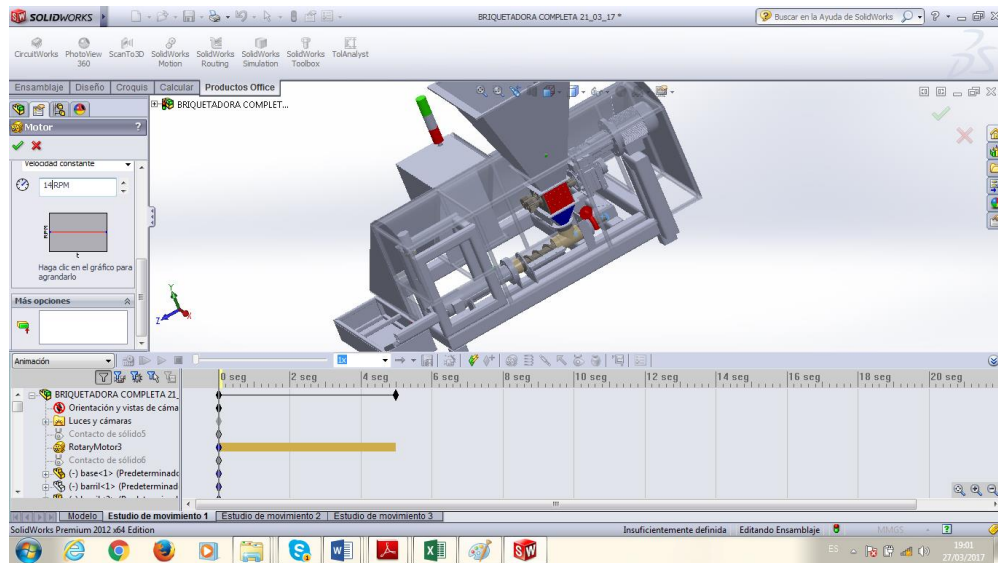 SOLIDWORKS
BRIQUETADORA COMPLETA 21_03_17 *
Buscar en la Ayuda de SolidWorks
CircuitWorks PhotoView 360 ScanTo3D SolidWorks Motion SolidWorks Routing SolidWorks Simulation SolidWorks Toolbox TolAnalyst
Ensamblaje Diseño Croquis Calcular Productos Office
BRIQUETADORA COMPLET...
Motor ?
Velocidad constante
14RPM
Haga clic en el gráfico para
agrandarlo
Más opciones
Y
Z
Animación
1x
0 seg 2 seg 4 seg 6 seg 8 seg 10 seg 12 seg 14 seg 16 seg 18 seg 20 seg
BRIQUETADORA COMPLETA 21_
Orientación y vistas de cáma
Luces y cámaras
Contacto de sólido5
RotaryMotor3
Contacto de sólido6
(-) base<1> (Predeterminado
(-) barril<1> (Predeterminad
Modelo Estudio de movimiento 1 Estudio de movimiento 2 Estudio de movimiento 3
SolidWorks Premium 2012 x64 Edition
Insuficientemente definida Editando Ensamblaje MMGS
ES 19:01
27/03/2017